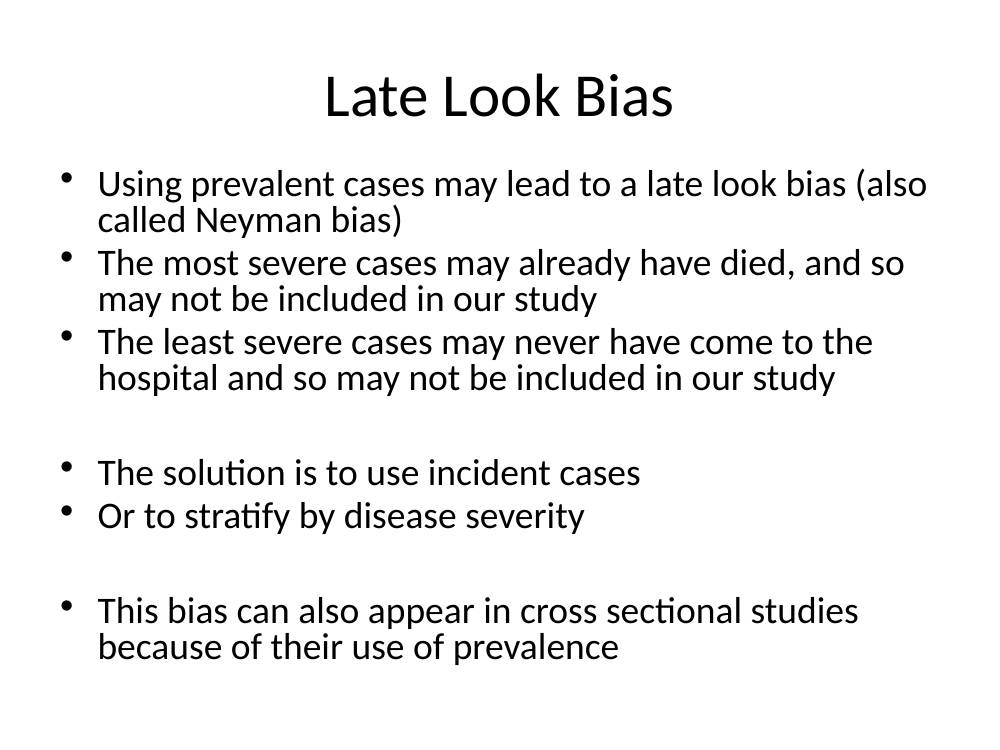 Late Look Bias
• Using prevalent cases may lead to a late look bias (also
called Neyman bias)
• The most severe cases may already have died, and so
may not be included in our study
• The least severe cases may never have come to the
hospital and so may not be included in our study
• The solution is to use incident cases
• Or to stratify by disease severity
• This bias can also appear in cross sectional studies
because of their use of prevalence